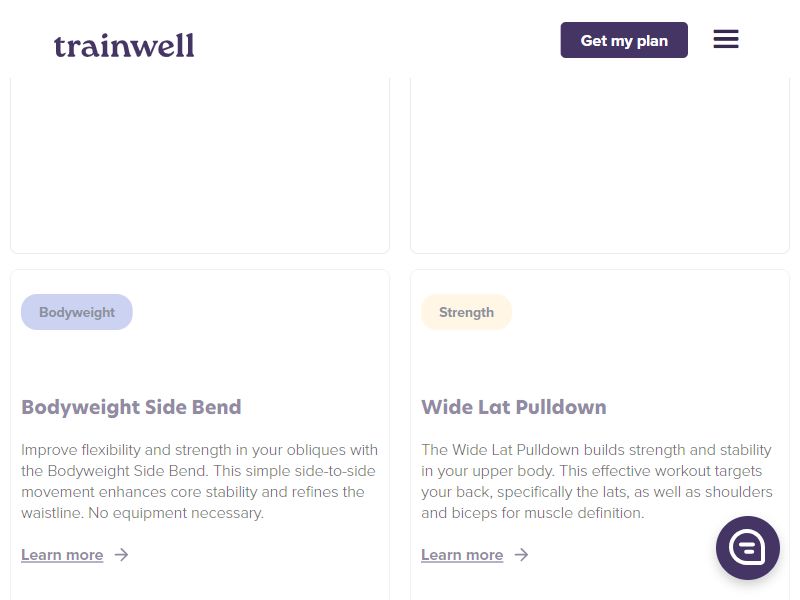 trainwell
Get my plan
Bodyweight
Bodyweight Side Bend
Improve flexibility and strength in your obliques with
the Bodyweight Side Bend. This simple side-to-side
movement enhances core stability and refines the
waistline. No equipment necessary.
Learn more
Strength
Wide Lat Pulldown
The Wide Lat Pulldown builds strength and stability
in your upper body. This effective workout targets
your back, specifically the lats, as well as shoulders
and biceps for muscle definition.
Learn more